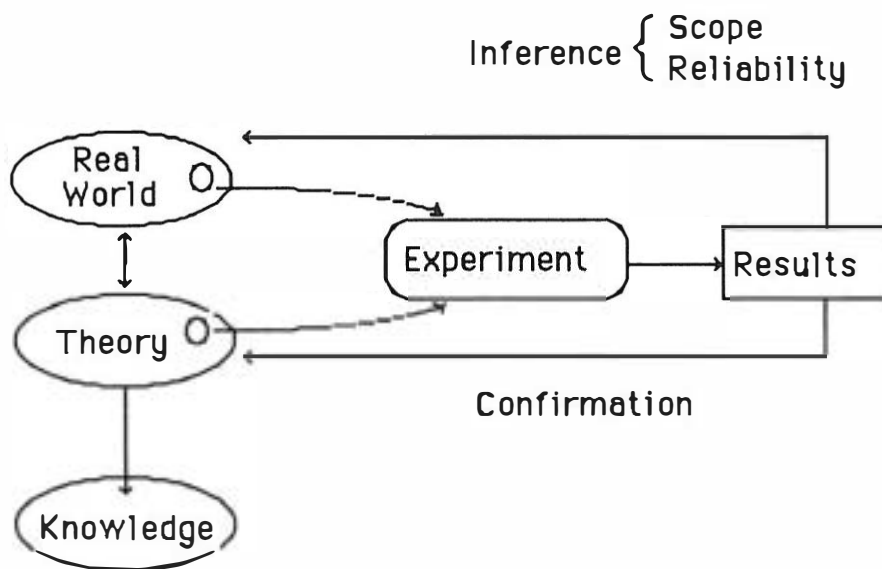 Inference { Scope
Reliability
Real
World
Experiment
Results
Theory
Confirmation
Knowledge